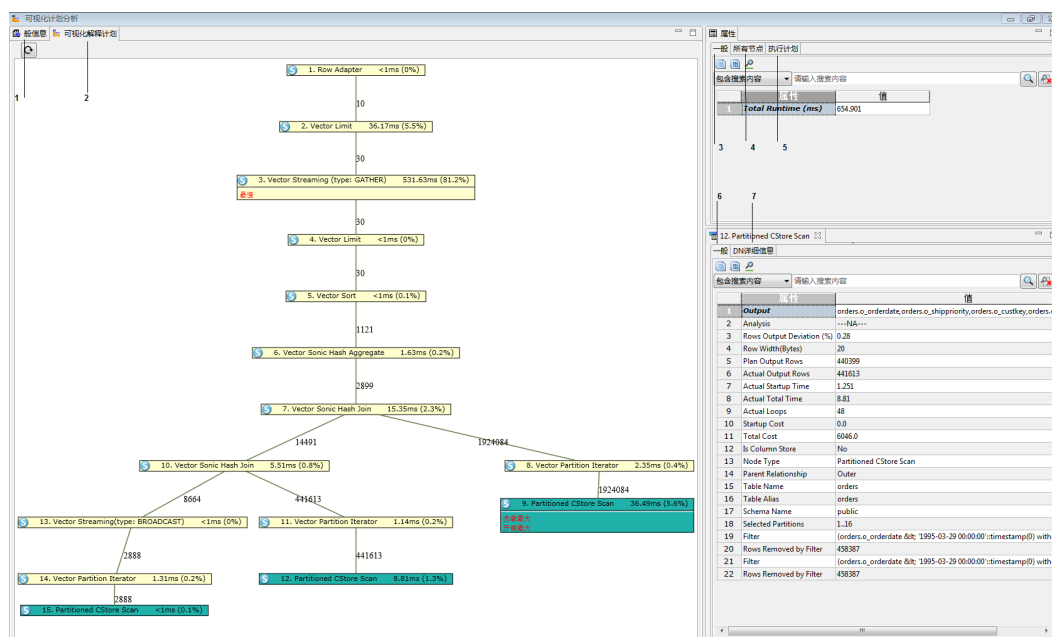 可视化计划分析
一般信息
可视化解释计划
1
2
1. Row Adapter <1ms (0%)
10
2. Vector Limit 36.17ms (5.5%)
30
3. Vector Streaming (type: GATHER) 531.63ms (81.2%)
最慢
30
4. Vector Limit <1ms (0%)
30
5. Vector Sort <1ms (0.1%)
1121
6. Vector Sonic Hash Aggregate 1.63ms (0.2%)
2899
7. Vector Sonic Hash Join 15.35ms (2.3%)
14491
1924084
10. Vector Sonic Hash Join 5.51ms (0.8%)
8. Vector Partition Iterator 2.35ms (0.4%)
8664
441613
1924084
9. Partitioned CStore Scan 36.49ms (5.6%)
负载最大
开载最大
13. Vector Streaming(type: BROADCAST) <1ms (0%)
11. Vector Partition Iterator 1.14ms (0.2%)
2888
441613
14. Vector Partition Iterator 1.31ms (0.2%)
12. Partitioned CStore Scan 8.81ms (1.3%)
2888
15. Partitioned CStore Scan <1ms (0.1%)
属性
一般 所有节点 执行计划
包含搜索内容 请输入搜索内容
属性 值
1 Total Runtime (ms) 654.901
3 4 5
6 7
12. Partitioned CStore Scan
一般 DN详细信息
包含搜索内容 请输入搜索内容
属性 值
1 Output orders.o_orderdate,orders.o_shippriority,orders.o_custkey,orders.
2 Analysis ---NA---
3 Rows Output Deviation (%) 0.28
4 Row Width(Bytes) 20
5 Plan Output Rows 440399
6 Actual Output Rows 441613
7 Actual Startup Time 1.251
8 Actual Total Time 8.81
9 Actual Loops 48
10 Startup Cost 0.0
11 Total Cost 6046.0
12 Is Column Store No
13 Node Type Partitioned CStore Scan
14 Parent Relationship Outer
15 Table Name orders
16 Table Alias orders
17 Schema Name public
18 Selected Partitions 1..16
19 Filter (orders.o_orderdate &lt; '1995-03-29 00:00:00'::timestamp(0) with
20 Rows Removed by Filter 458387
21 Filter (orders.o_orderdate &lt; '1995-03-29 00:00:00'::timestamp(0) with
22 Rows Removed by Filter 458387